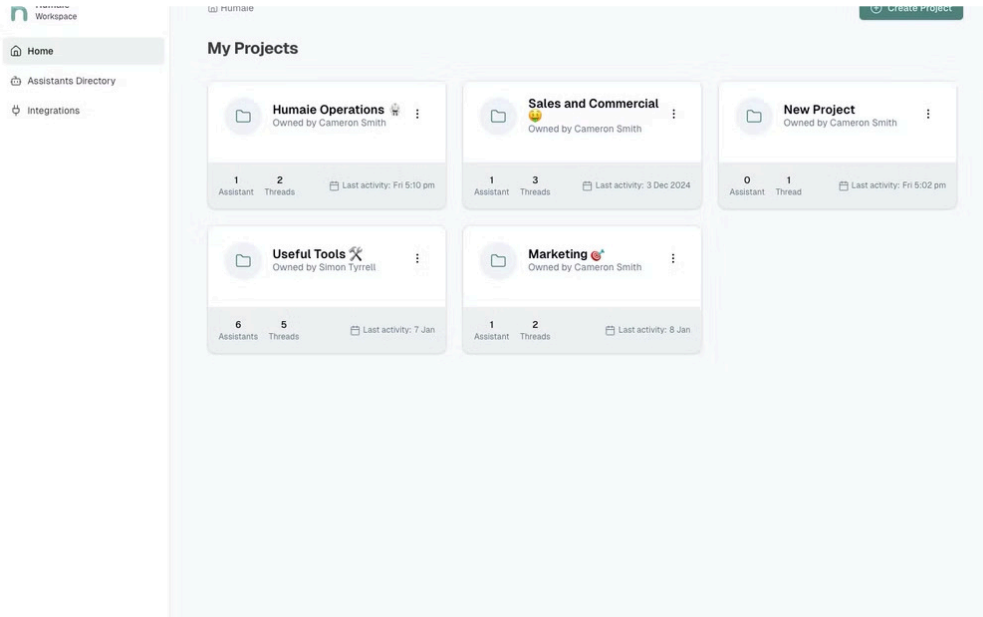 Humaie
Workspace
Home
Assistants Directory
Integrations
Humaie
Create Project
My Projects
Humaie Operations
Owned by Cameron Smith
1 Assistant
2 Threads
Last activity: Fri 5:10 pm
Sales and Commercial 🤑
Owned by Cameron Smith
1 Assistant
3 Threads
Last activity: 3 Dec 2024
New Project
Owned by Cameron Smith
0 Assistant
1 Thread
Last activity: Fri 5:02 pm
Useful Tools 🛠️
Owned by Simon Tyrrell
6 Assistants
5 Threads
Last activity: 7 Jan
Marketing 🎯
Owned by Cameron Smith
1 Assistant
2 Threads
Last activity: 8 Jan